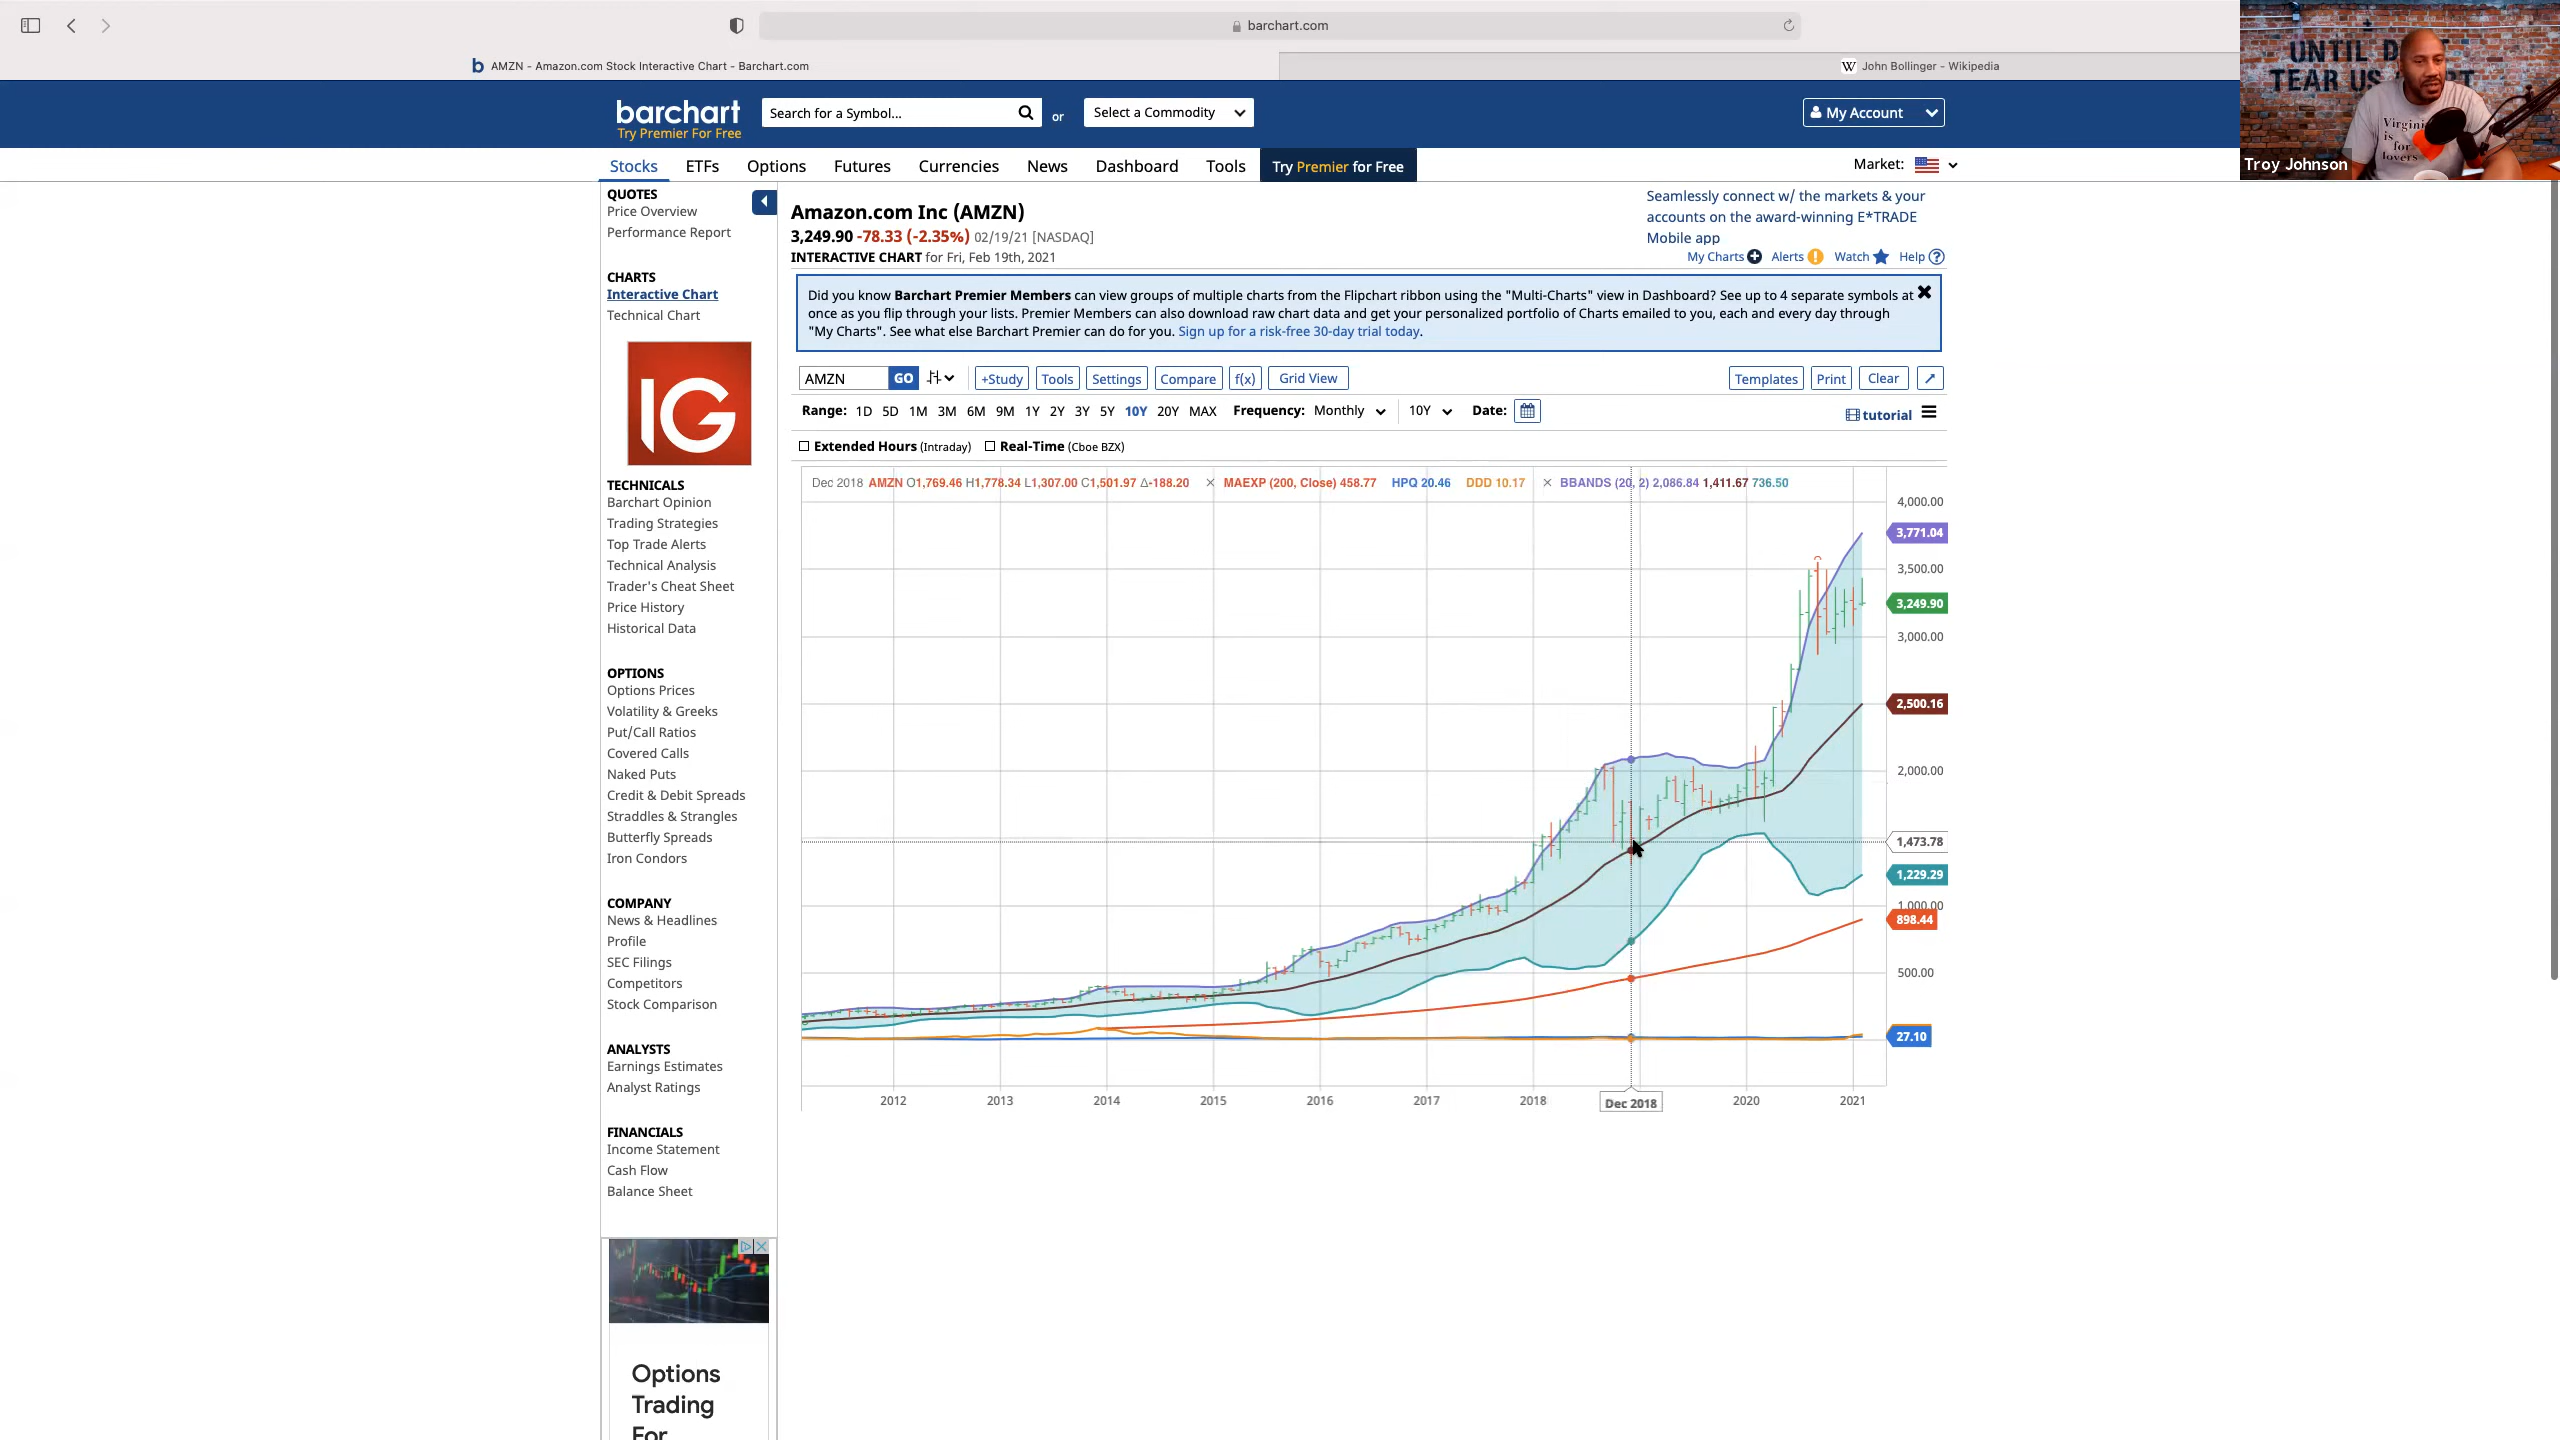 barchart.com
AMZN - Amazon.com Stock Interactive Chart - Barchart.com
John Bollinger - Wikipedia
UNTIL
TEAR US
Virginia
is
for
lovers
Troy Johnson
barchart
Try Premier For Free
Search for a Symbol...
or
Select a Commodity
My Account
Stocks ETFs Options Futures Currencies News Dashboard Tools Try Premier for Free
Market:
QUOTES
Price Overview
Performance Report
CHARTS
Interactive Chart
Technical Chart
IG
TECHNICALS
Barchart Opinion
Trading Strategies
Top Trade Alerts
Technical Analysis
Trader's Cheat Sheet
Price History
Historical Data
OPTIONS
Options Prices
Volatility & Greeks
Put/Call Ratios
Covered Calls
Naked Puts
Credit & Debit Spreads
Straddles & Strangles
Butterfly Spreads
Iron Condors
COMPANY
News & Headlines
Profile
SEC Filings
Competitors
Stock Comparison
ANALYSTS
Earnings Estimates
Analyst Ratings
FINANCIALS
Income Statement
Cash Flow
Balance Sheet
Options
Trading
For
Amazon.com Inc (AMZN)
3,249.90 -78.33 (-2.35%) 02/19/21 [NASDAQ]
INTERACTIVE CHART for Fri, Feb 19th, 2021
Seamlessly connect w/ the markets & your
accounts on the award-winning E*TRADE
Mobile app
My Charts Alerts Watch Help
Did you know Barchart Premier Members can view groups of multiple charts from the Flipchart ribbon using the "Multi-Charts" view in Dashboard? See up to 4 separate symbols at
once as you flip through your lists. Premier Members can also download raw chart data and get your personalized portfolio of Charts emailed to you, each and every day through
"My Charts". See what else Barchart Premier can do for you. Sign up for a risk-free 30-day trial today.
AMZN GO +Study Tools Settings Compare f(x) Grid View Templates Print Clear
Range: 1D 5D 1M 3M 6M 9M 1Y 2Y 3Y 5Y 10Y 20Y MAX Frequency: Monthly 10Y Date:
tutorial
Extended Hours (Intraday) Real-Time (Cboe BZX)
Dec 2018 AMZN O1,769.46 H1,778.34 L1,307.00 C1,501.97 Δ-188.20 × MAEXP (200, Close) 458.77 HPQ 20.46 DDD 10.17 × BBANDS (20, 2) 2,086.84 1,411.67 736.50
4,000.00
3,771.04
3,500.00
3,249.90
3,000.00
2,500.16
2,000.00
1,473.78
1,229.29
1,000.00
898.44
500.00
27.10
2012 2013 2014 2015 2016 2017 2018 Dec 2018 2020 2021